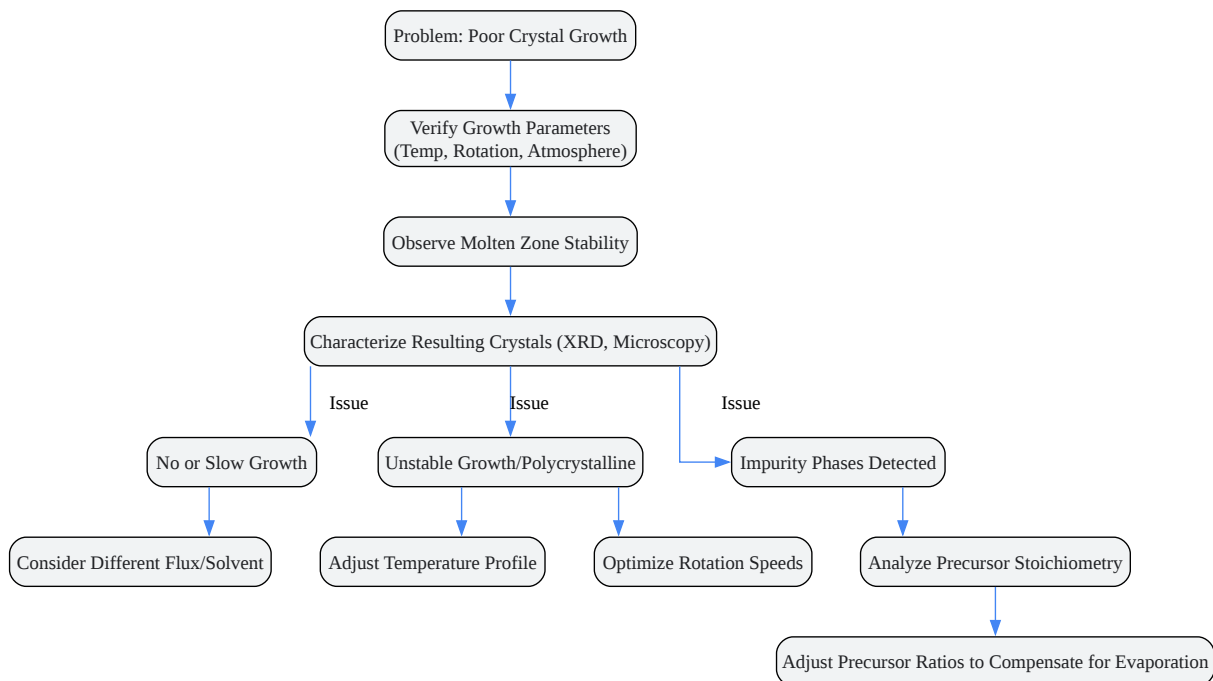 Problem: Poor Crystal Growth
Verify Growth Parameters
(Temp, Rotation, Atmosphere)
Observe Molten Zone Stability
Characterize Resulting Crystals (XRD, Microscopy)
Issue
Issue
Issue
No or Slow Growth
Unstable Growth/Polycrystalline
Impurity Phases Detected
Consider Different Flux/Solvent
Adjust Temperature Profile
Optimize Rotation Speeds
Analyze Precursor Stoichiometry
Adjust Precursor Ratios to Compensate for Evaporation